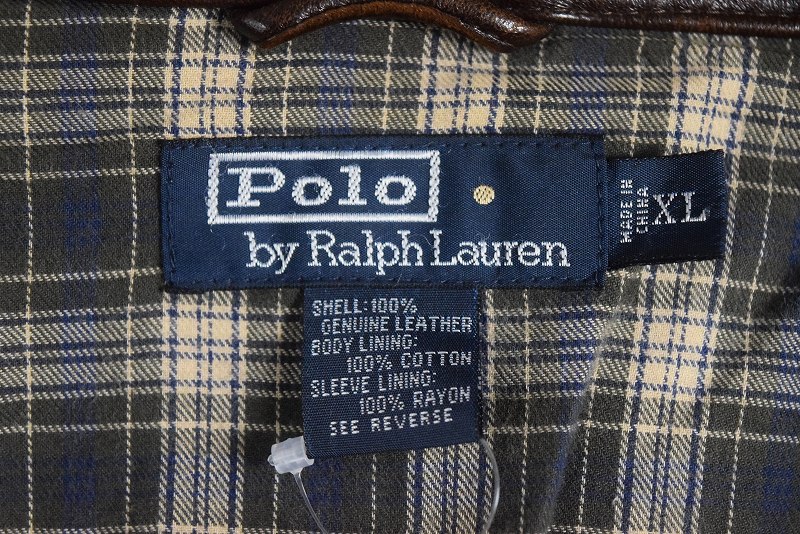 Polo
by Ralph Lauren
MADE IN
CHINA
XL
SHELL: 100%
GENUINE LEATHER
BODY LINING:
100% COTTON
SLEEVE LINING:
100% RAYON
SEE REVERSE